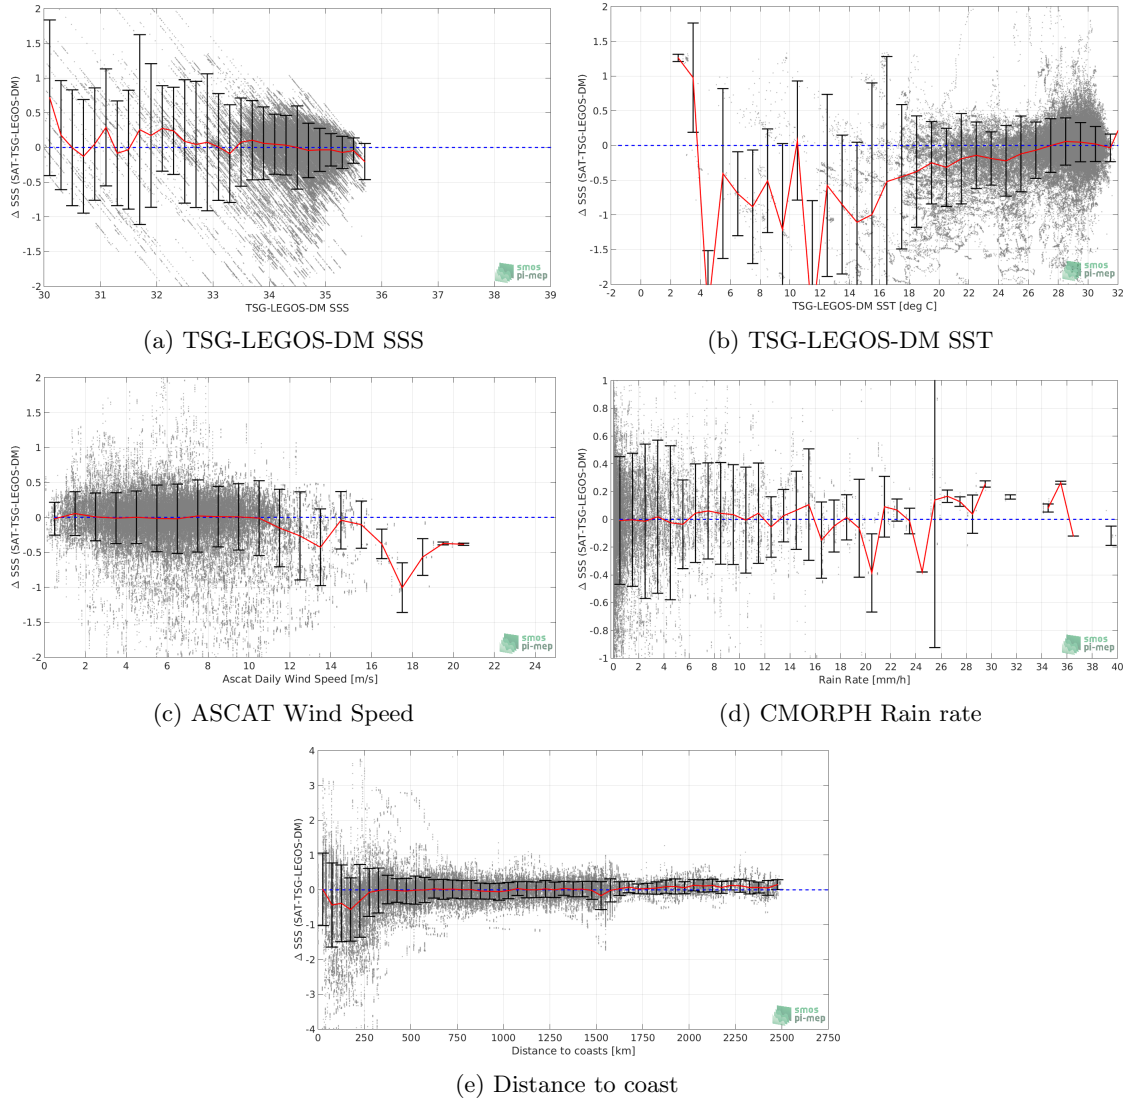 2
1.5
1
0.5
0
-0.5
-1
-1.5
-2
Δ SSS (SAT-TSG-LEGOS-DM)
30 31 32 33 34 35 36 37 38 39
TSG-LEGOS-DM SSS
smos
pi-mep
(a) TSG-LEGOS-DM SSS
2
1.5
1
0.5
0
-0.5
-1
-1.5
-2
Δ SSS (SAT-TSG-LEGOS-DM)
-2 0 2 4 6 8 10 12 14 16 18 20 22 24 26 28 30 32
TSG-LEGOS-DM SST [deg C]
smos
pi-mep
(b) TSG-LEGOS-DM SST
2
1.5
1
0.5
0
-0.5
-1
-1.5
-2
Δ SSS (SAT-TSG-LEGOS-DM)
0 2 4 6 8 10 12 14 16 18 20 22 24
Ascat Daily Wind Speed [m/s]
smos
pi-mep
(c) ASCAT Wind Speed
1
0.8
0.6
0.4
0.2
0
-0.2
-0.4
-0.6
-0.8
-1
Δ SSS (SAT-TSG-LEGOS-DM)
0 2 4 6 8 10 12 14 16 18 20 22 24 26 28 30 32 34 36 38 40
Rain Rate [mm/h]
smos
pi-mep
(d) CMORPH Rain rate
4
3
2
1
0
-1
-2
-3
-4
Δ SSS (SAT-TSG-LEGOS-DM)
0 250 500 750 1000 1250 1500 1750 2000 2250 2500 2750
Distance to coasts [km]
smos
pi-mep
(e) Distance to coast